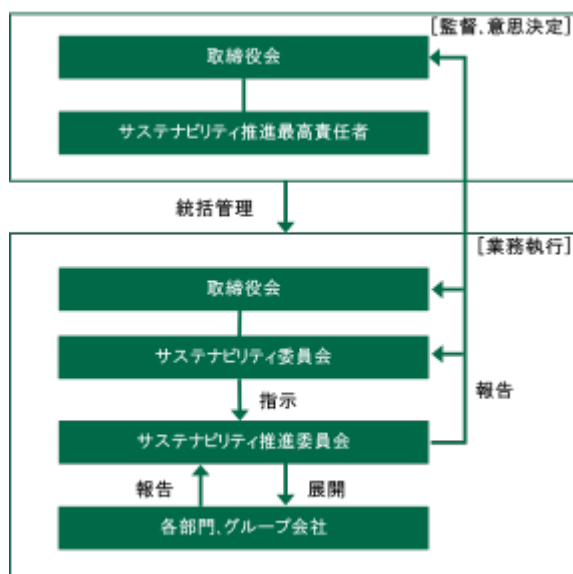 [監督、意思決定]
取締役会
サステナビリティ推進最高責任者
統括管理
[業務執行]
取締役会
サステナビリティ委員会
指示
報告
サステナビリティ推進委員会
報告
展開
各部門、グループ会社